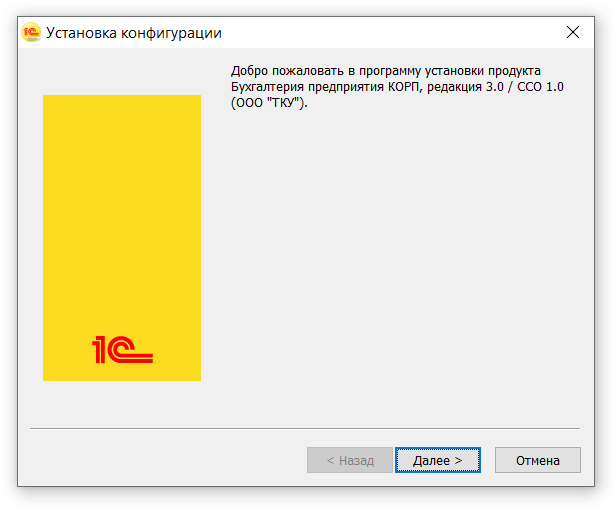 1С Установка конфигурации
Добро пожаловать в программу установки продукта
Бухгалтерия предприятия КОРП, редакция 3.0 / ССО 1.0
(ООО "ТКУ").
1С
< Назад Далее > Отмена